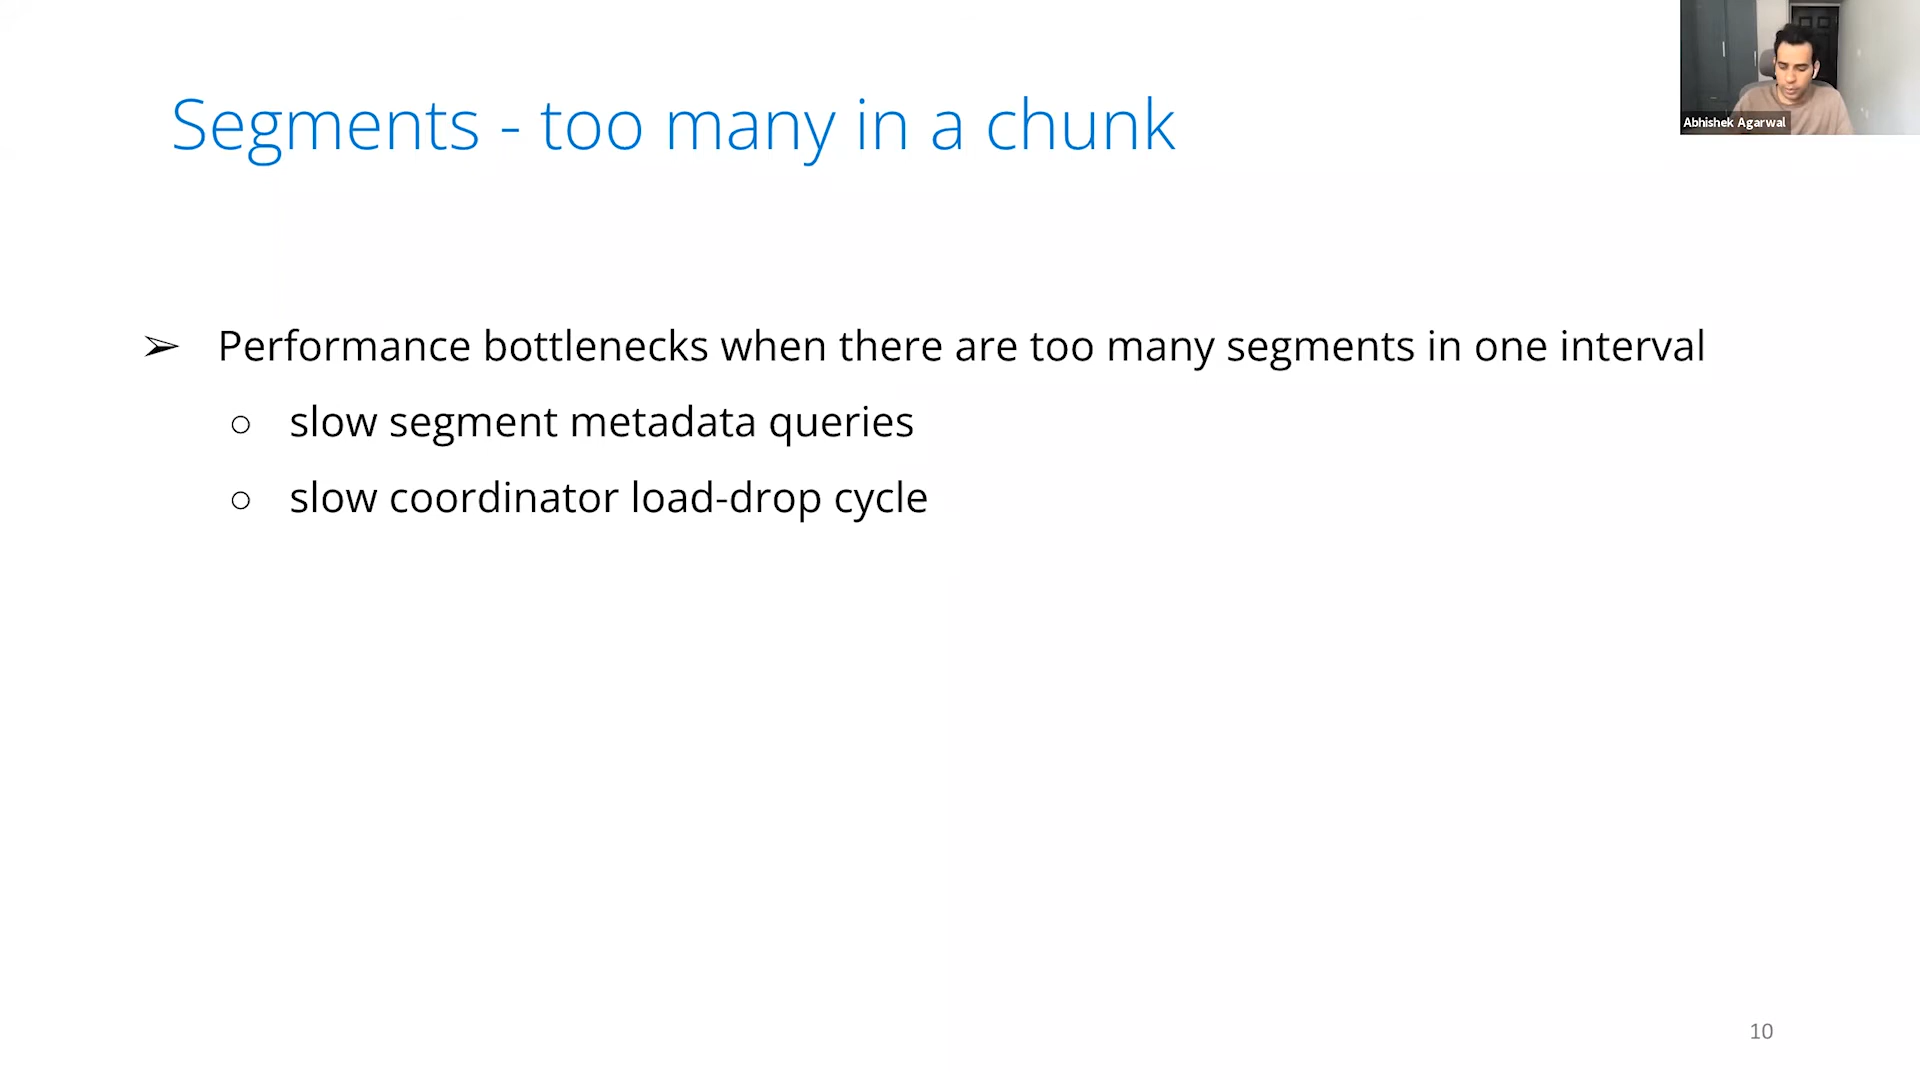 Segments - too many in a chunk
Abhishek Agarwal
➢ Performance bottlenecks when there are too many segments in one interval
○ slow segment metadata queries
○ slow coordinator load-drop cycle
10